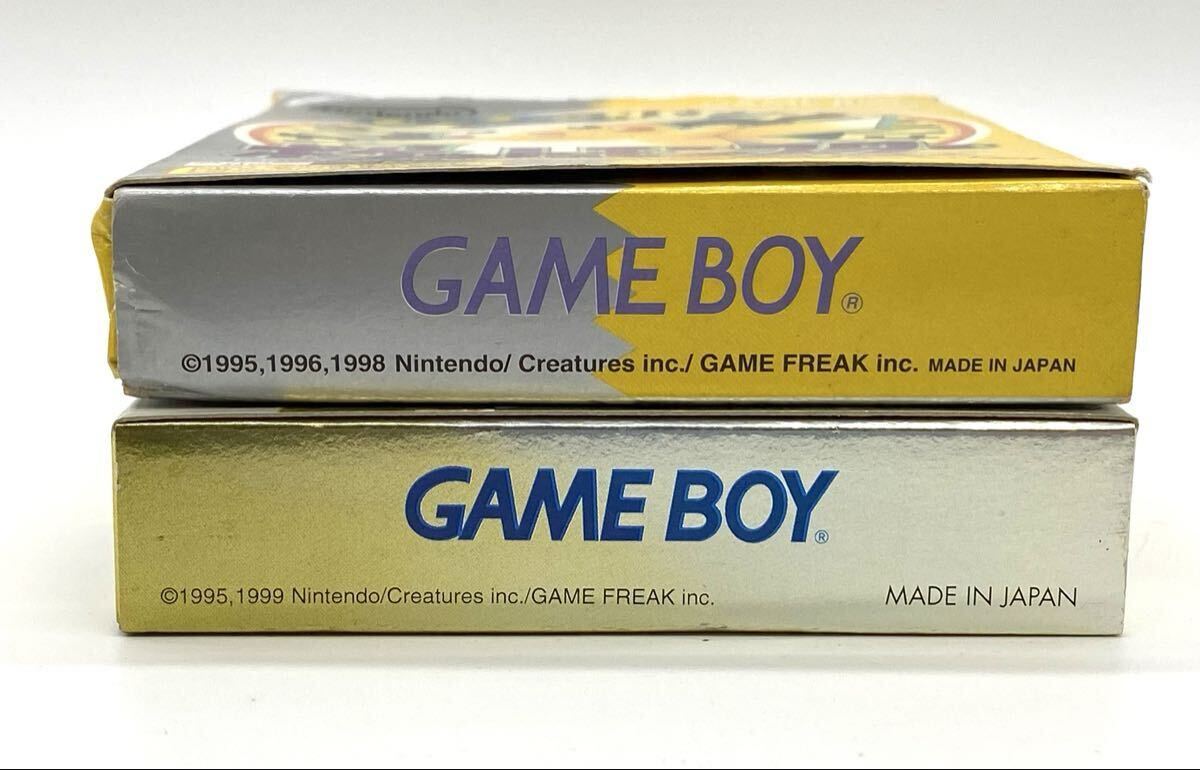 GAME BOY®
©1995,1996,1998 Nintendo/ Creatures inc./ GAME FREAK inc. MADE IN JAPAN
GAME BOY®
©1995,1999 Nintendo/Creatures inc./GAME FREAK inc. MADE IN JAPAN